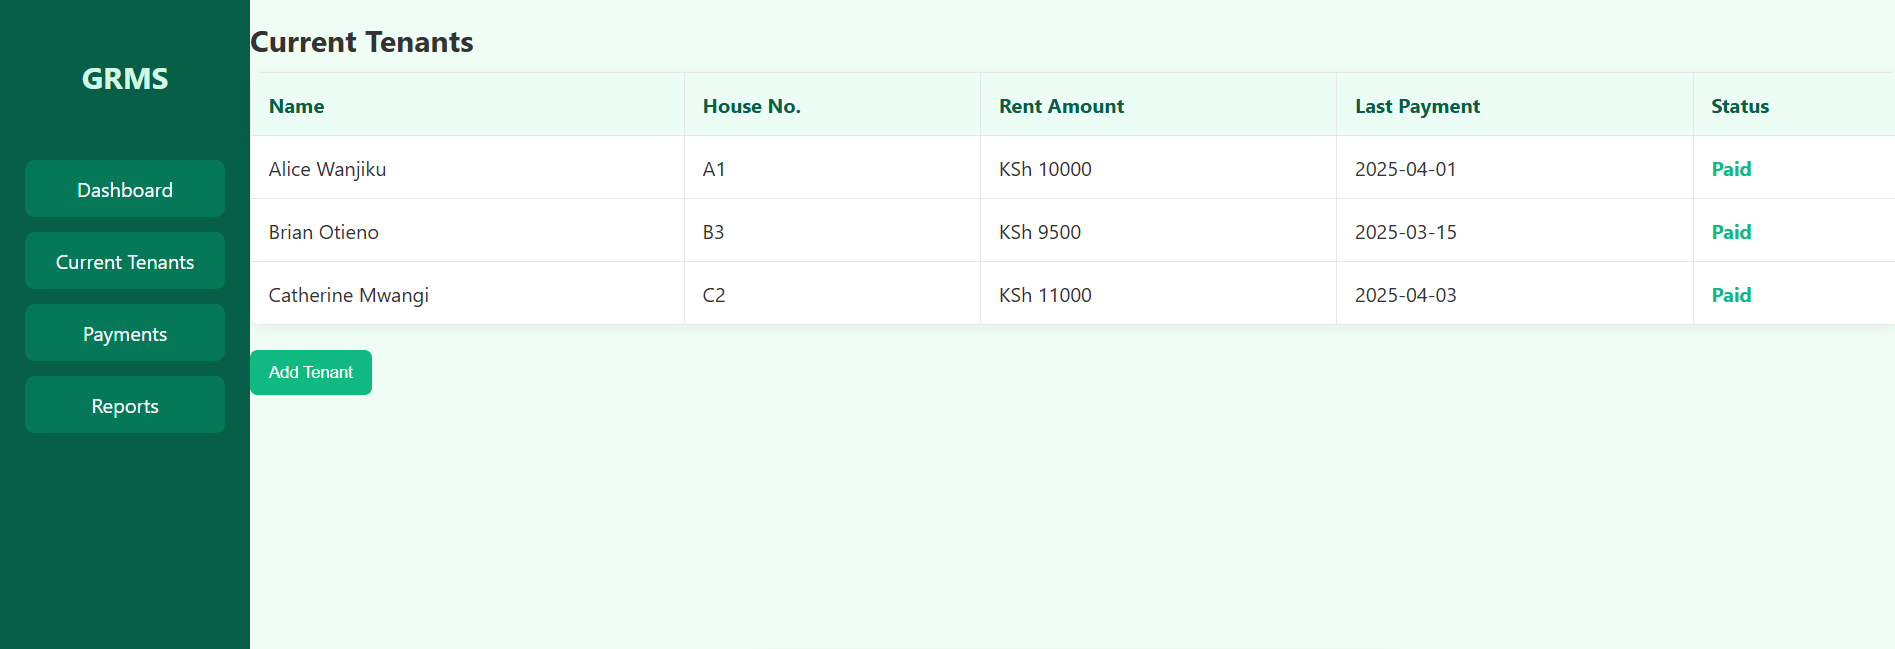 GRMS
Dashboard
Current Tenants
Payments
Reports
Current Tenants
Name House No. Rent Amount Last Payment Status
Alice Wanjiku A1 KSh 10000 2025-04-01 Paid
Brian Otieno B3 KSh 9500 2025-03-15 Paid
Catherine Mwangi C2 KSh 11000 2025-04-03 Paid
Add Tenant